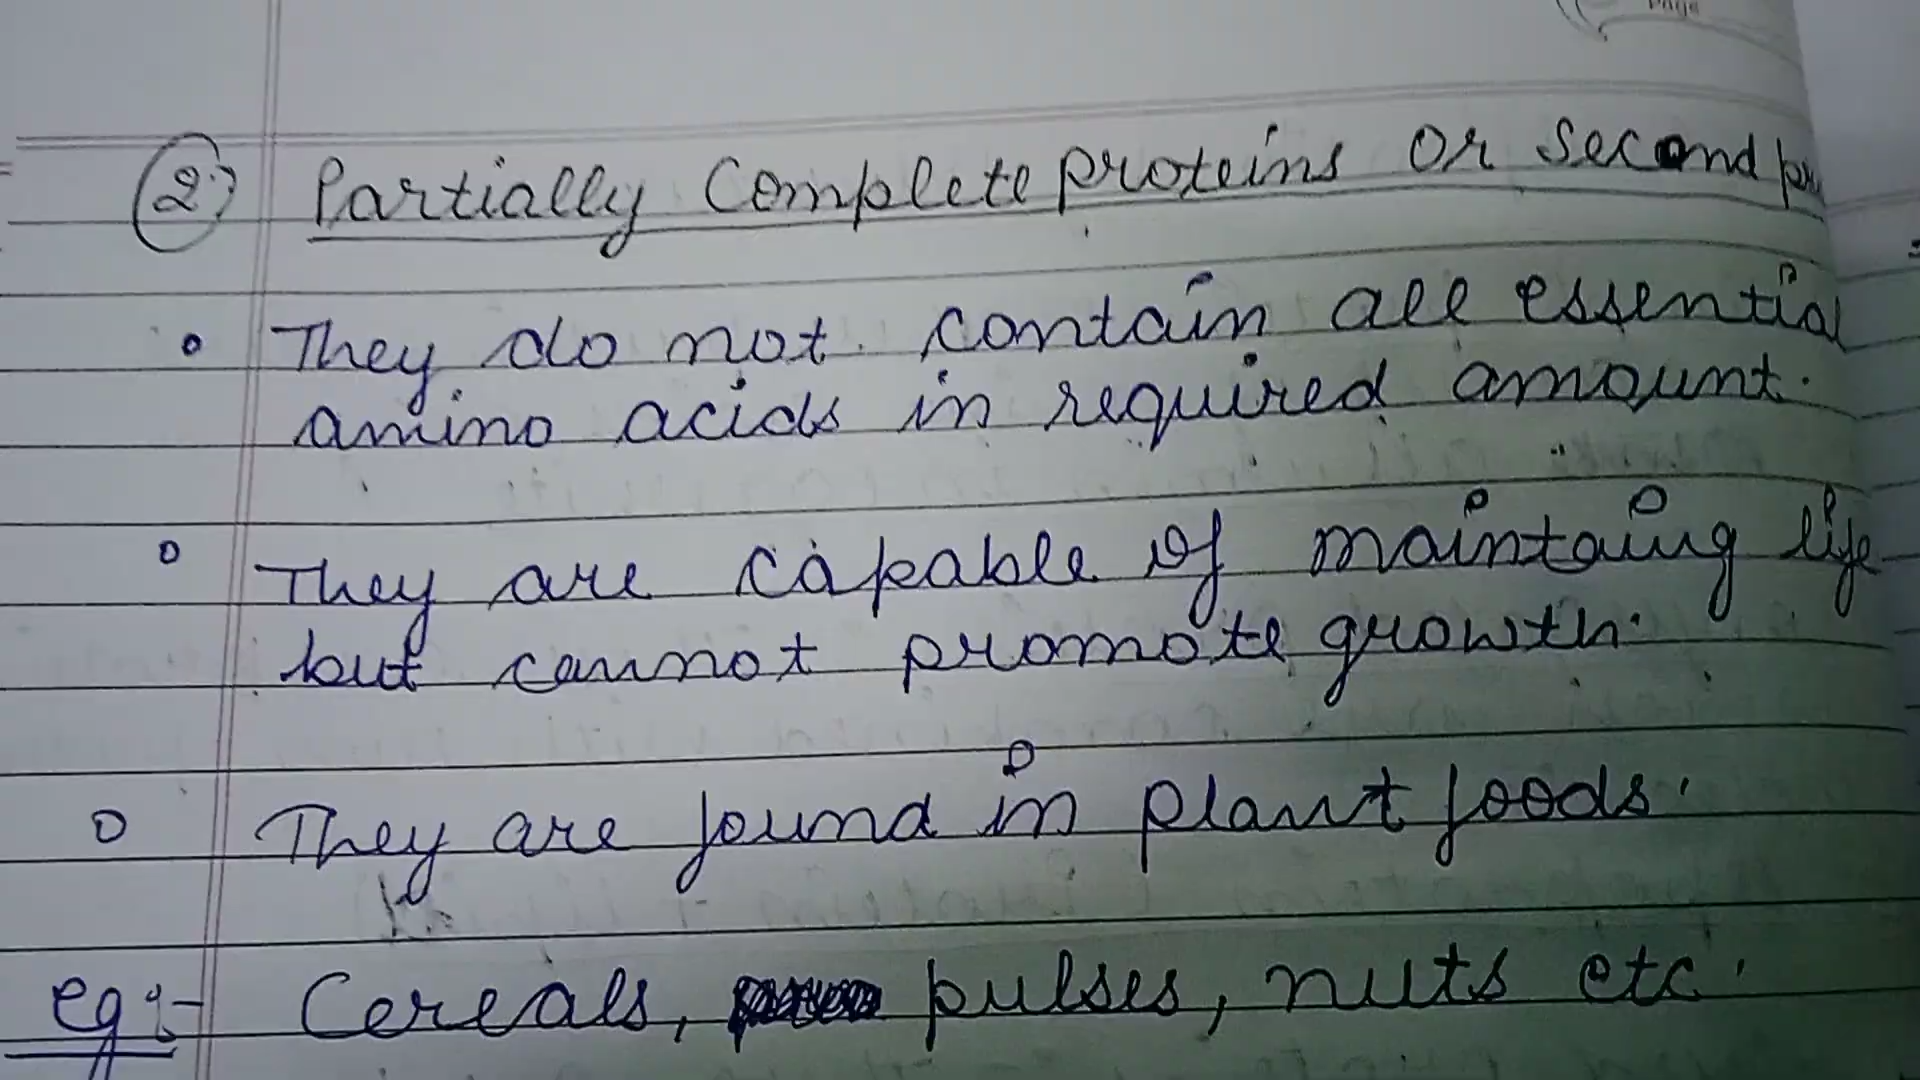 Page
2) Partially Complete proteins or second
They do not contain all essential
amino acids in required amount.
They are capable of maintaing life
but cannot promote growth.
They are found in plant foods.
eg:- Cereals, pulses, nuts etc.